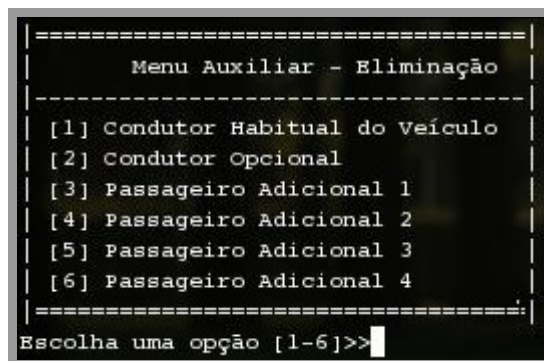 |===================================|
Menu Auxiliar - Eliminação
|-----------------------------------|
[1] Condutor Habitual do Veículo
[2] Condutor Opcional
[3] Passageiro Adicional 1
[4] Passageiro Adicional 2
[5] Passageiro Adicional 3
[6] Passageiro Adicional 4
|===================================|
Escolha uma opção [1-6]>>